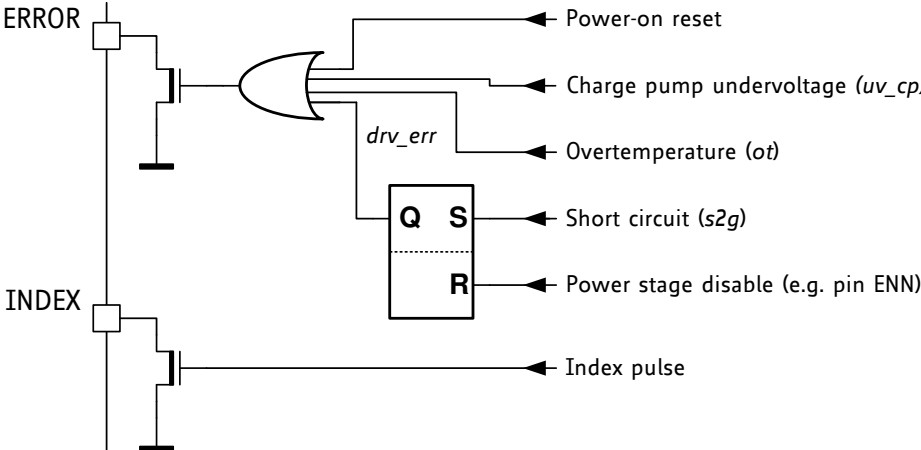 ERROR
Power-on reset
Charge pump undervoltage (uv_cp
drv_err
Overtemperature (ot)
Q S
Short circuit (s2g)
R
Power stage disable (e.g. pin ENN)
INDEX
Index pulse